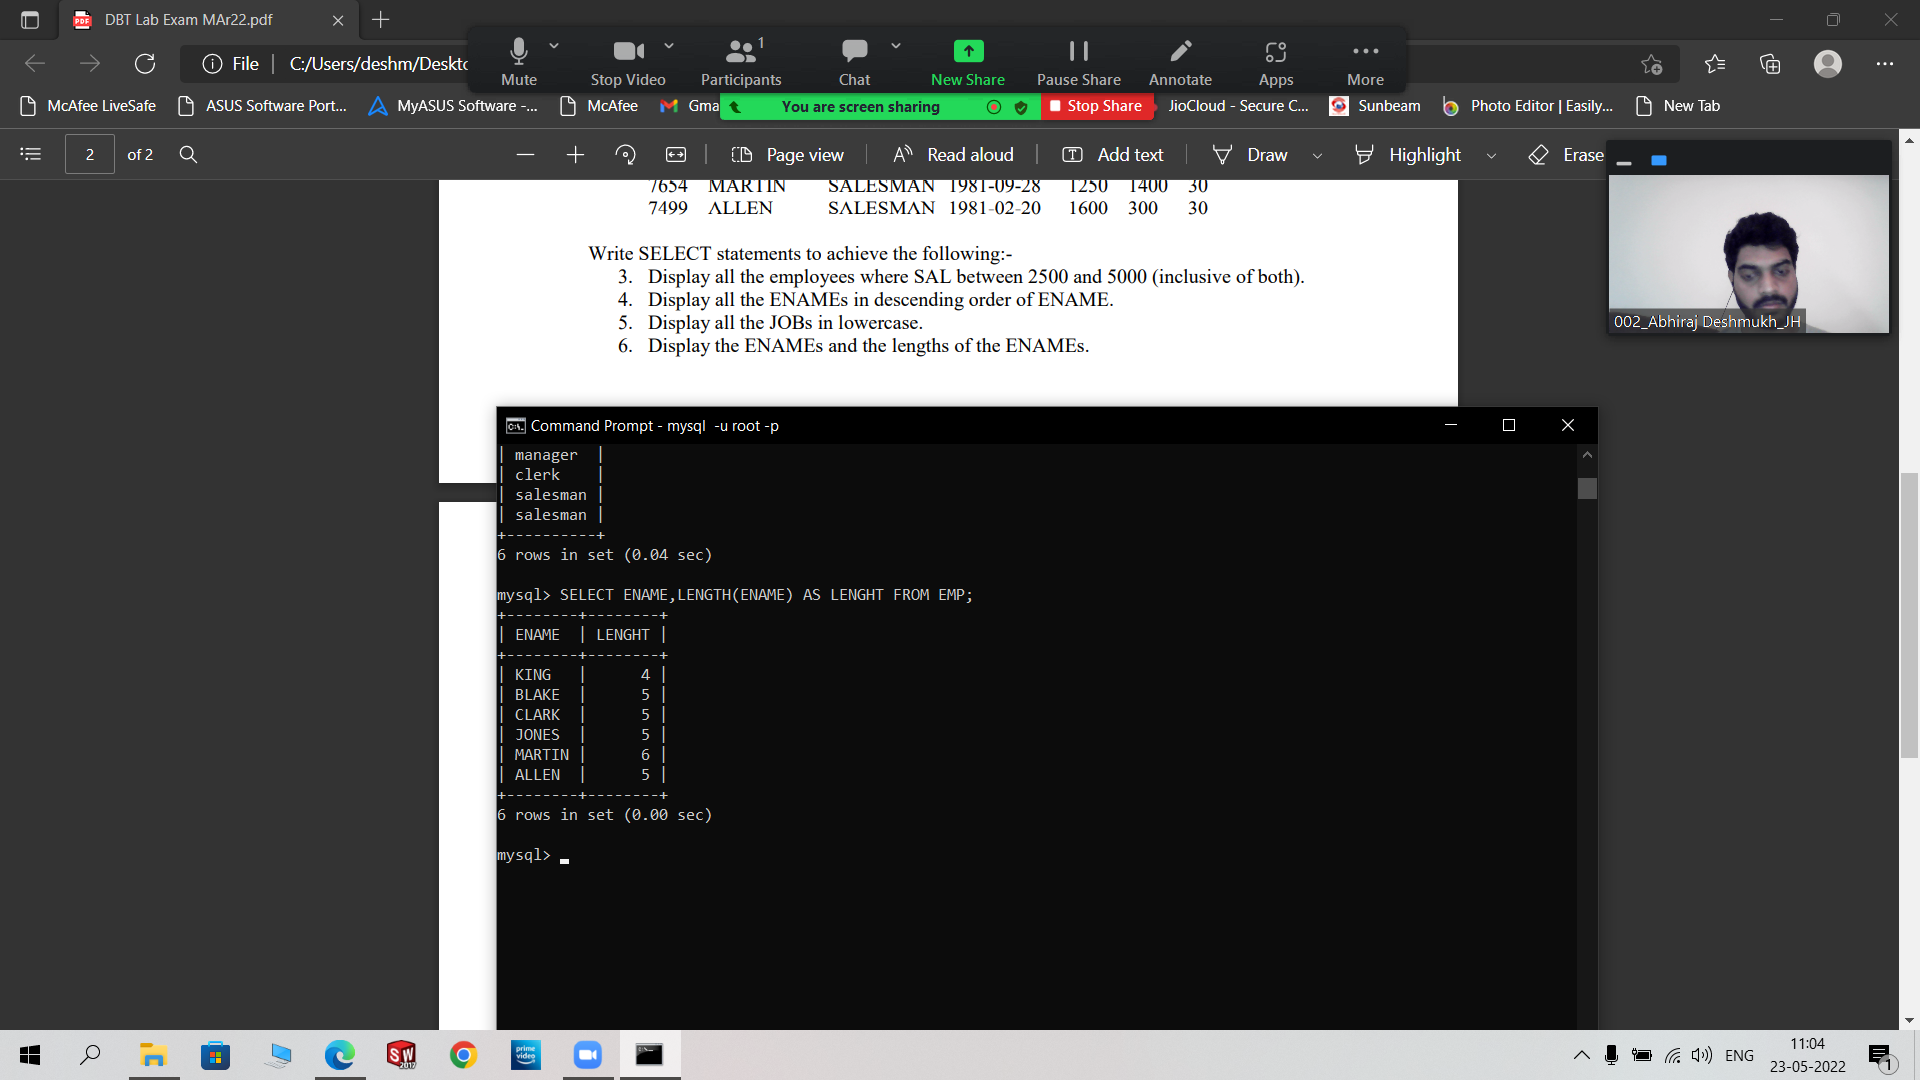 DBT Lab Exam MAr22.pdf
File
C:/Users/deshm/Deskto
Mute
Stop Video
Participants
1
Chat
New Share
Pause Share
Annotate
Apps
More
McAfee LiveSafe
ASUS Software Port...
MyASUS Software -...
McAfee
Gma
You are screen sharing
Stop Share
JioCloud - Secure C...
Sunbeam
Photo Editor | Easily...
New Tab
2
of 2
Page view
Read aloud
Add text
Draw
Highlight
Erase
7654 MARTIN SALESMAN 1981-09-28 1250 1400 30
7499 ALLEN SALESMAN 1981-02-20 1600 300 30
Write SELECT statements to achieve the following:-
3. Display all the employees where SAL between 2500 and 5000 (inclusive of both).
4. Display all the ENAMEs in descending order of ENAME.
5. Display all the JOBs in lowercase.
6. Display the ENAMEs and the lengths of the ENAMEs.
002_Abhiraj Deshmukh_JH
Command Prompt - mysql -u root -p
| manager |
| clerk |
| salesman |
| salesman |
+----------+
6 rows in set (0.04 sec)
mysql> SELECT ENAME,LENGTH(ENAME) AS LENGHT FROM EMP;
+--------+--------+
| ENAME | LENGHT |
+--------+--------+
| KING | 4 |
| BLAKE | 5 |
| CLARK | 5 |
| JONES | 5 |
| MARTIN | 6 |
| ALLEN | 5 |
+--------+--------+
6 rows in set (0.00 sec)
mysql> _
SW
2017
prime video
ENG
11:04
23-05-2022
1